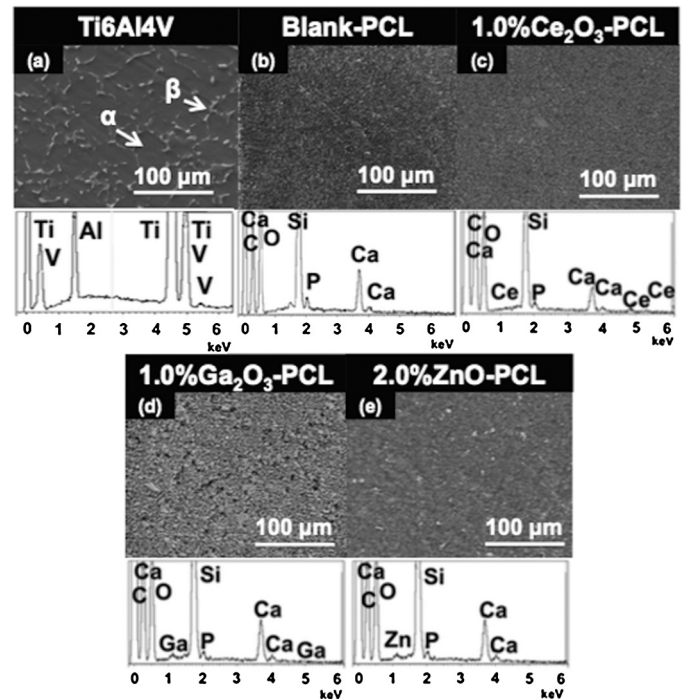 Ti6Al4V
Blank-PCL
1.0%Ce₂O₃-PCL
(a)
β
α
100 µm
(b)
100 µm
(c)
100 µm
Ti
V
Al
Ti
Ti
V
V
0 1 2 3 4 5 6
keV
Ca
C
O
Si
P
Ca
Ca
0 1 2 3 4 5 6
keV
C
O
Ca
Ce
Si
P
Ca
Ca
Ce
Ce
0 1 2 3 4 5 6
keV
1.0%Ga₂O₃-PCL
2.0%ZnO-PCL
(d)
100 µm
(e)
100 µm
Ca
C
O
Si
Ga
P
Ca
Ca
Ga
0 1 2 3 4 5 6
keV
Ca
C
O
Si
Zn
P
Ca
Ca
0 1 2 3 4 5 6
keV